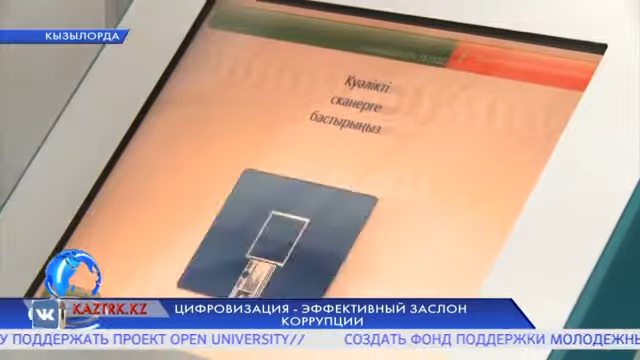 КЫЗЫЛОРДА
Куәлікті
сканерге
бастырыңыз
KAZTRK.KZ
ЦИФРОВИЗАЦИЯ - ЭФФЕКТИВНЫЙ ЗАСЛОН
КОРРУПЦИИ
У ПОДДЕРЖАТЬ ПРОЕКТ OPEN UNIVERSITY//
СОЗДАТЬ ФОНД ПОДДЕРЖКИ МОЛОДЕЖНЫ